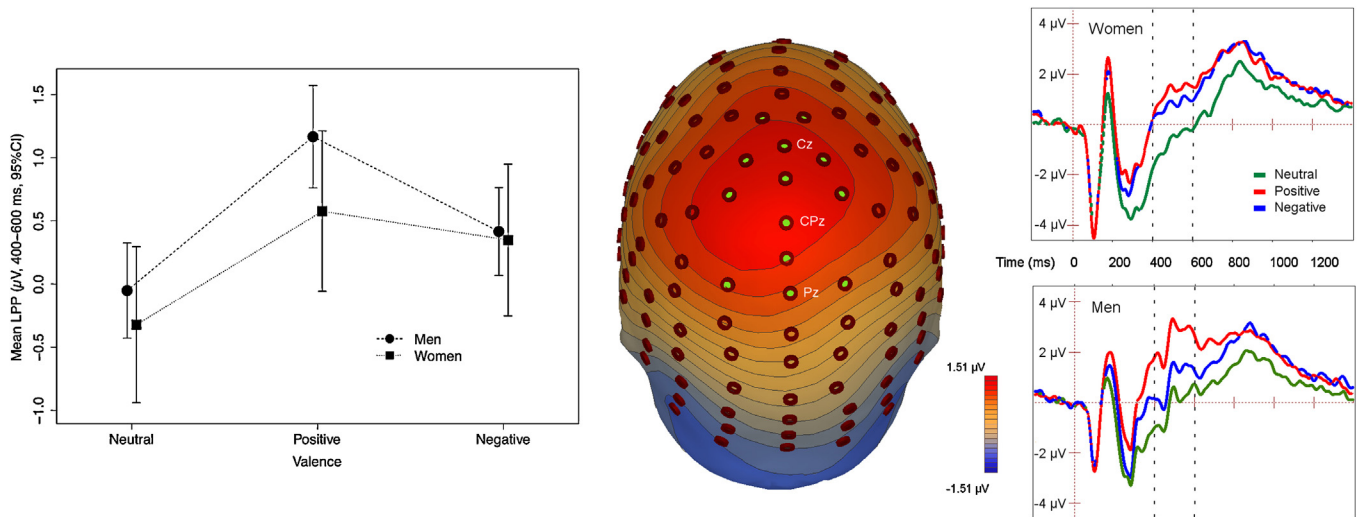 Mean LPP (µV, 400–600 ms, 95%CI)
1.5
1.0
0.5
0.0
−0.5
−1.0
Men
Women
Neutral
Positive
Negative
Valence
Cz
CPz
Pz
1.51 µV
-1.51 µV
4 µV
Women
2 µV
-2 µV
-4 µV
Neutral
Positive
Negative
Time (ms)
0
200
400
600
800
1000
1200
4 µV
Men
2 µV
-2 µV
-4 µV